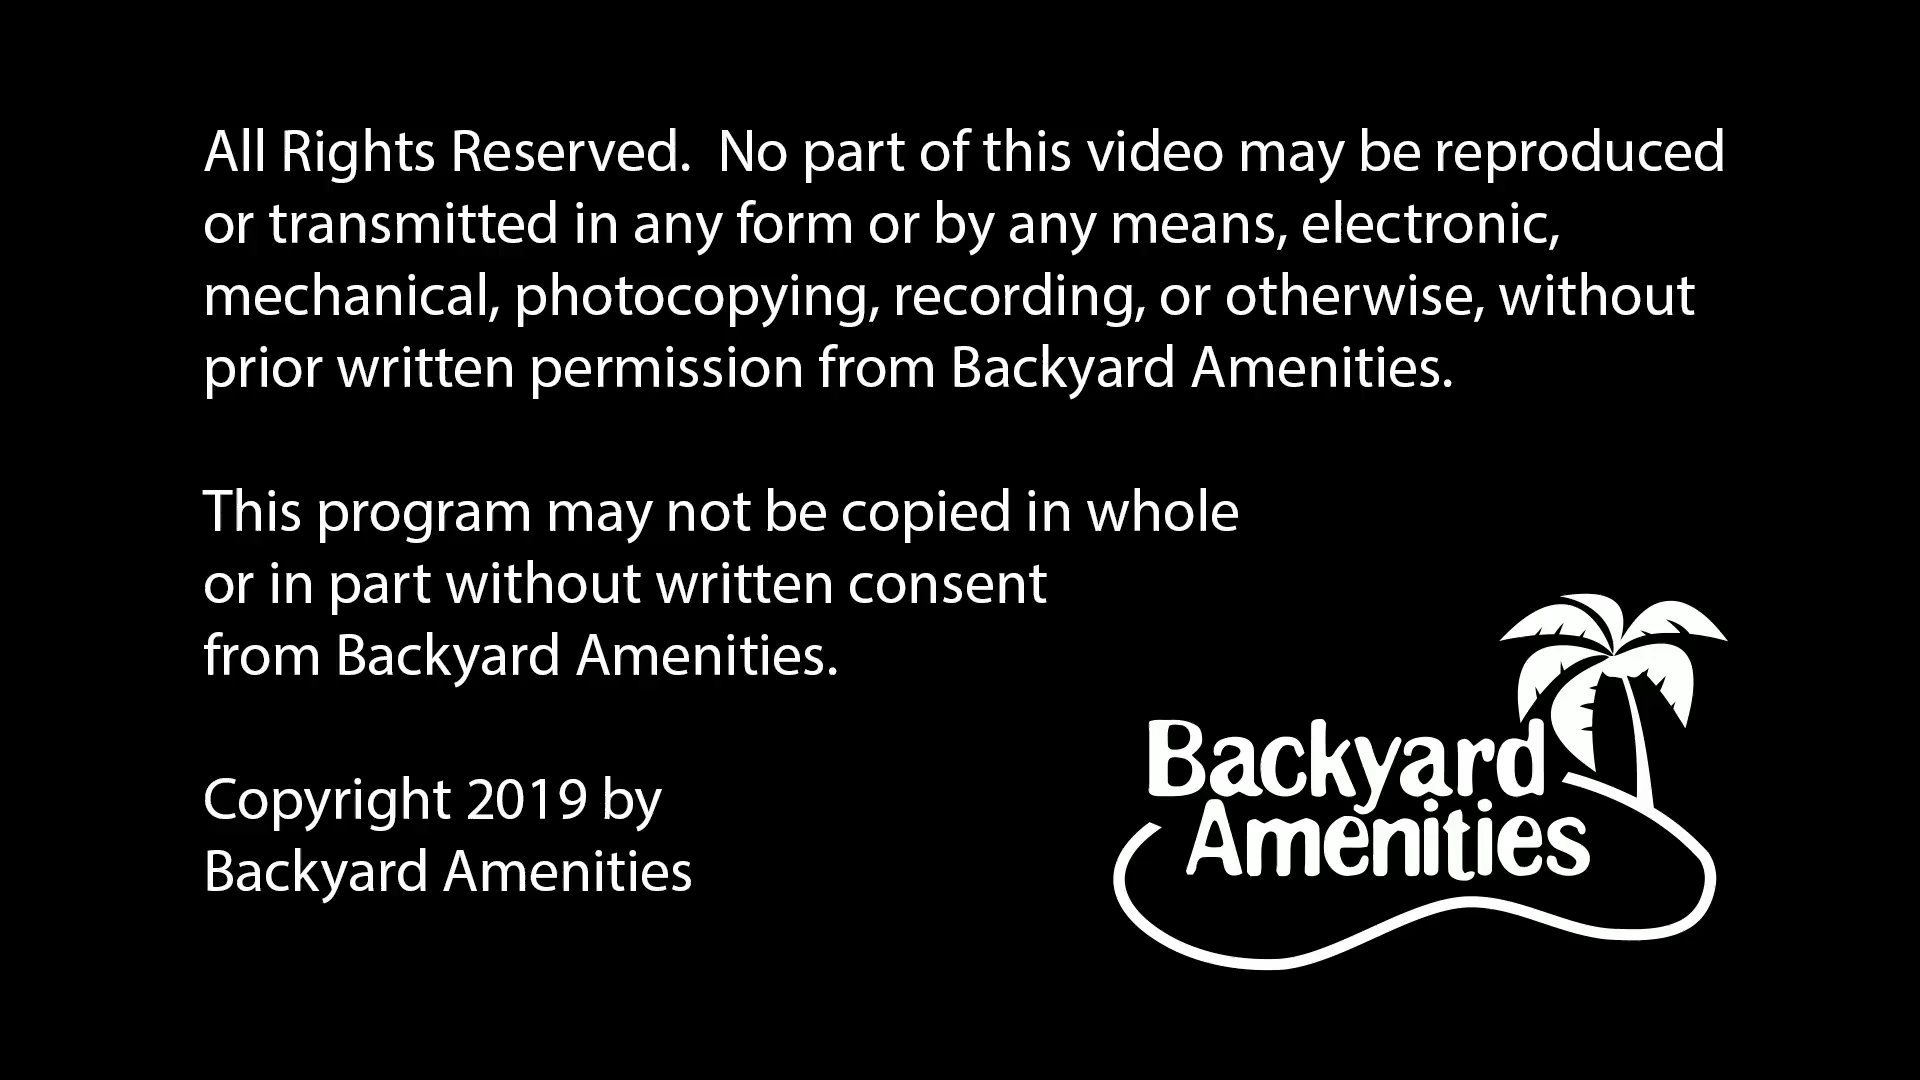 All Rights Reserved.  No part of this video may be reproduced
or transmitted in any form or by any means, electronic,
mechanical, photocopying, recording, or otherwise, without
prior written permission from Backyard Amenities.
This program may not be copied in whole
or in part without written consent
from Backyard Amenities.
Copyright 2019 by
Backyard Amenities
Backyard
Amenities